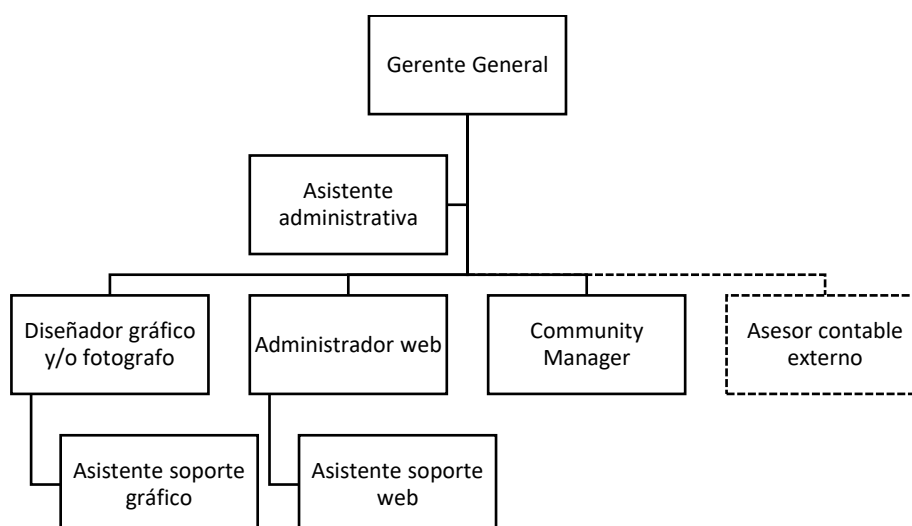 Gerente General
Asistente
administrativa
Diseñador gráfico
y/o fotografo
Administrador web
Community
Manager
Asesor contable
externo
Asistente soporte
gráfico
Asistente soporte
web